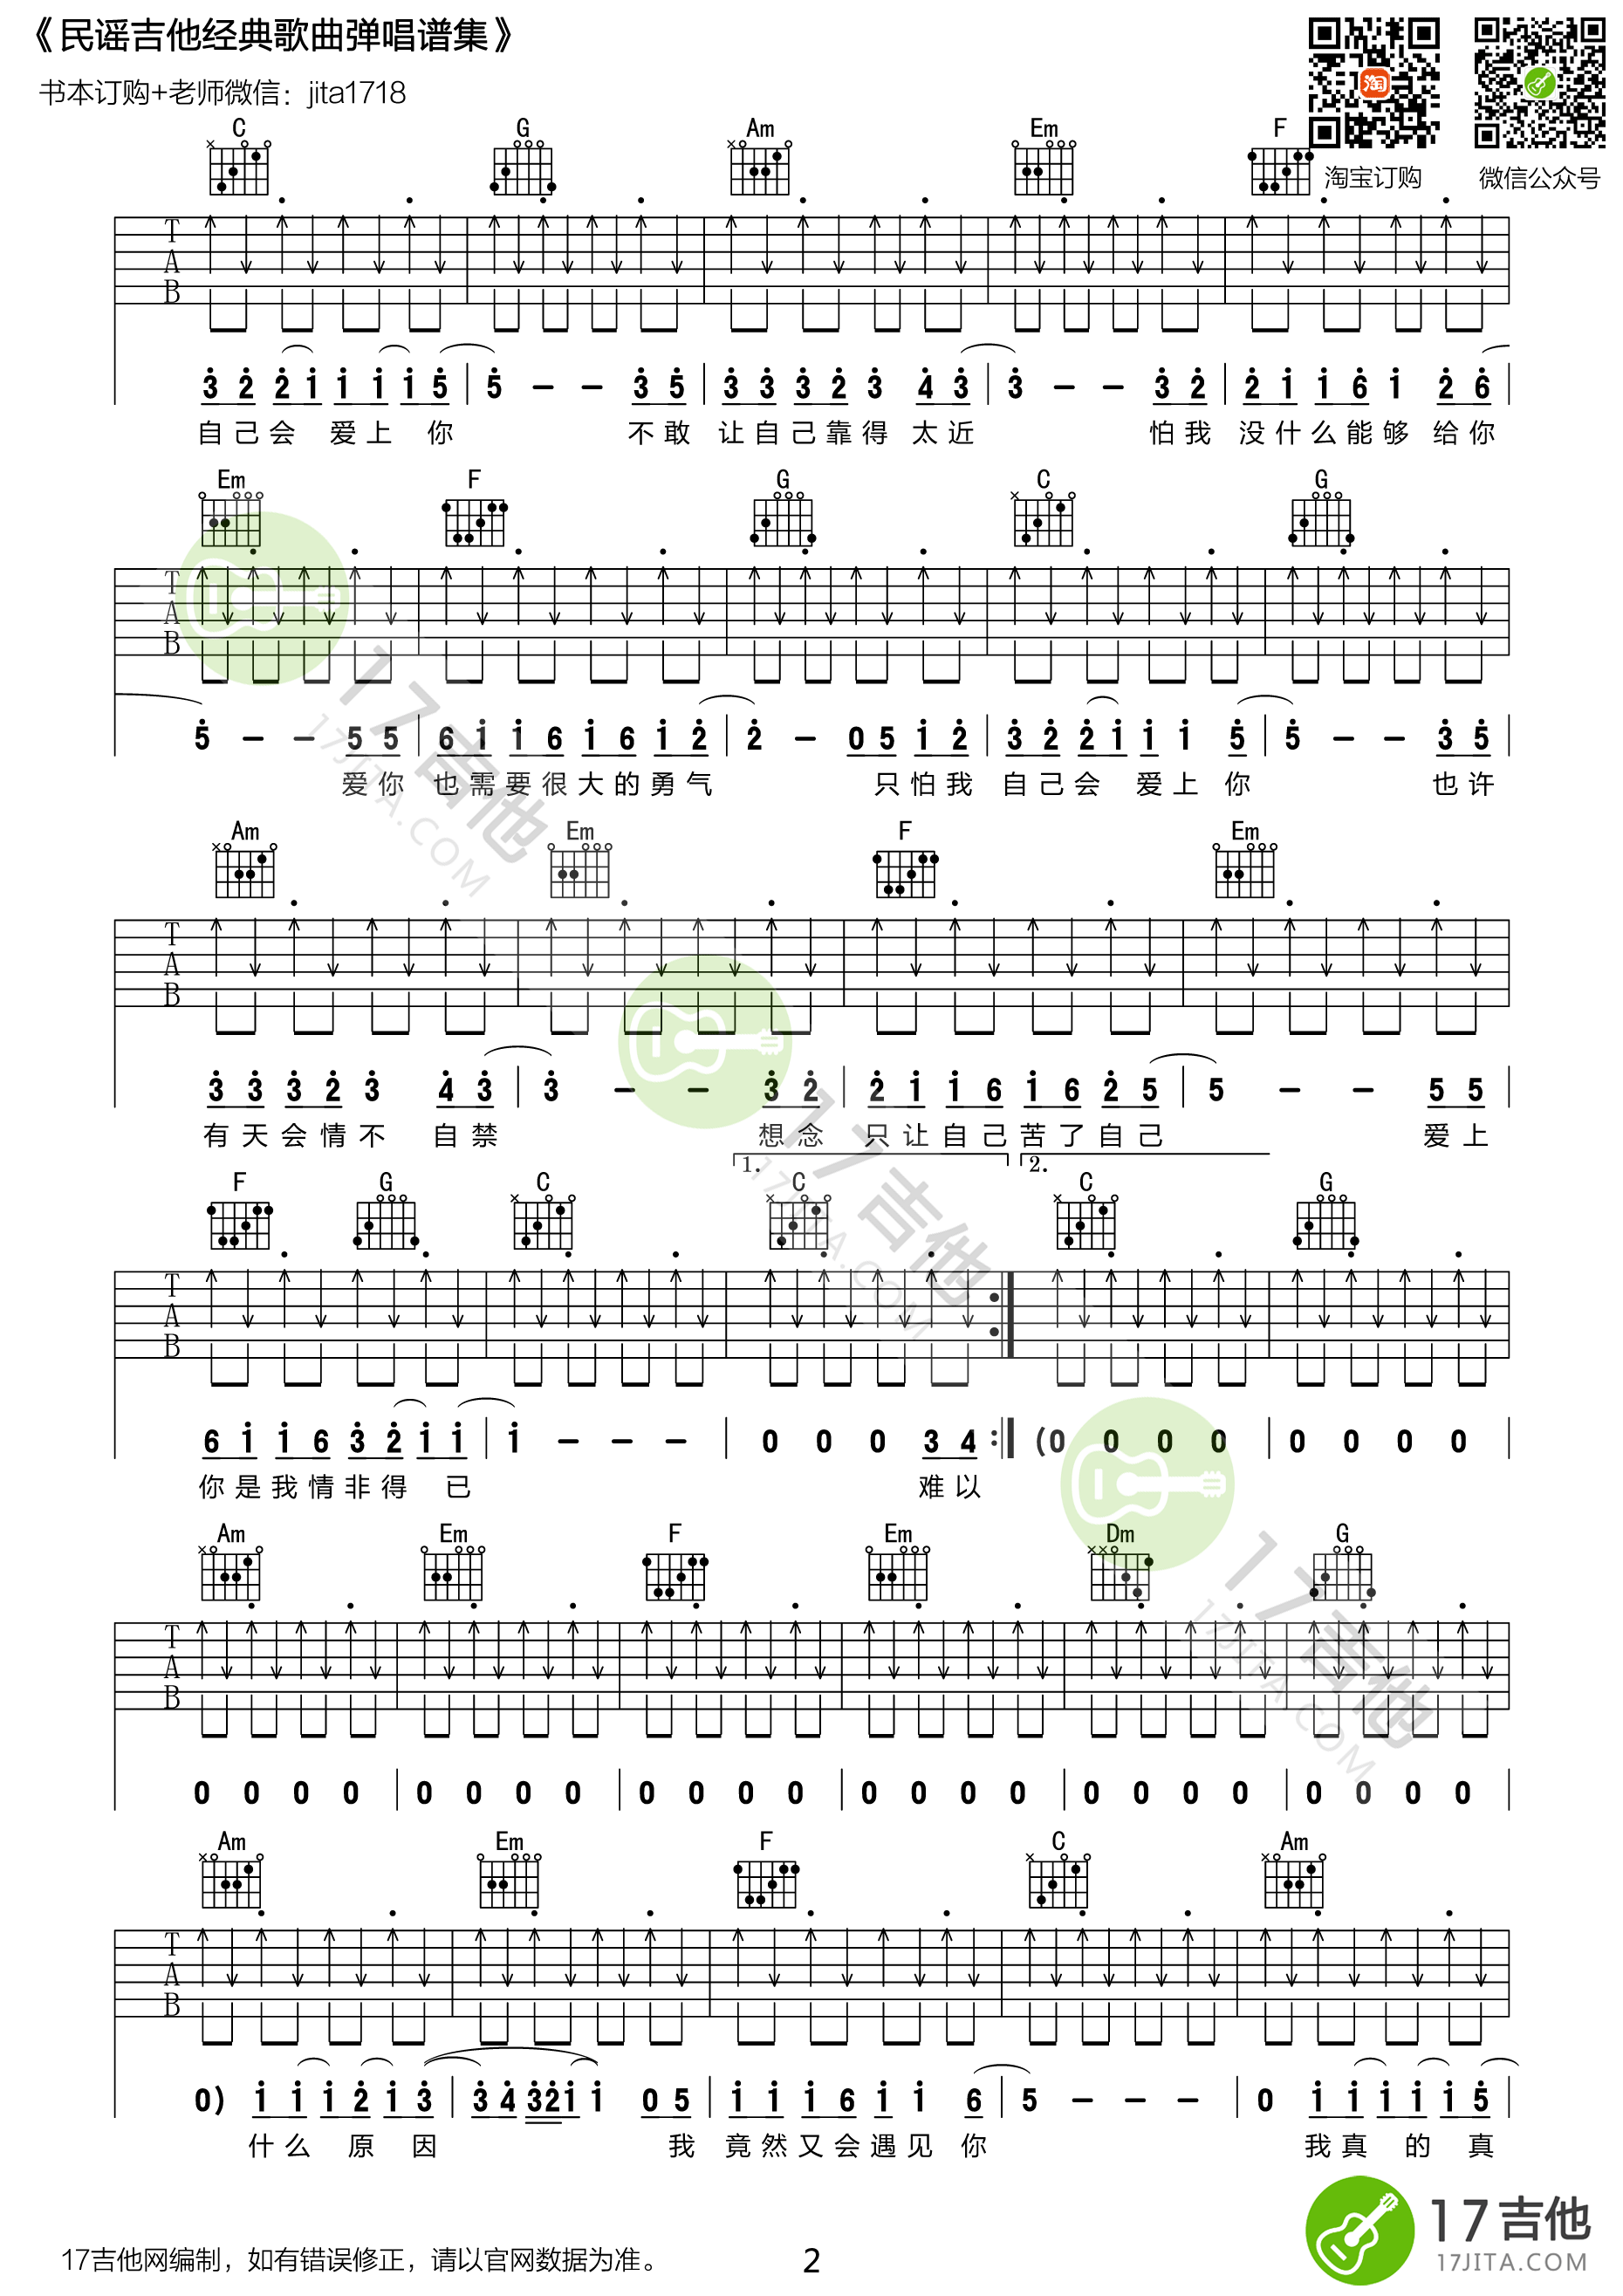 《民谣吉他经典歌曲弹唱谱集》
书本订购+老师微信：jita1718
淘
淘宝订购 微信公众号
C G Am Em F
T
A
B
3 2 2 1 1 1 1 5 | 5 – – 3 5 | 3 3 3 2 3 4 3 | 3 – – 3 2 | 2 1 1 6 1 2 6 |
自己会 爱上 你 不敢 让自己靠得 太近 怕我 没什么能够 给你
Em F G C G
T
A
B
5 – – 5 5 | 6 1 1 6 1 6 1 2 | 2 – 0 5 1 2 | 3 2 2 1 1 1 5 | 5 – – 3 5 |
爱你 也需要很大的勇气 只怕我 自己会 爱上 你 也许
Am Em F Em
T
A
B
3 3 3 2 3 4 3 | 3 – – 3 2 | 2 1 1 6 1 6 2 5 | 5 – – 5 5 |
有天会情不 自禁 想念 只让自己苦了自己 爱上
1. 2.
F G C C C G
T
A
B
6 1 1 6 3 2 1 1 | 1 – – – | 0 0 0 3 4 :| (0 0 0 0 | 0 0 0 0 |
你是我情非得 已 难以
Am Em F Em Dm G
T
A
B
0 0 0 0 | 0 0 0 0 | 0 0 0 0 | 0 0 0 0 | 0 0 0 0 | 0 0 0 0 |
Am Em F C Am
T
A
B
0) 1 1 1 2 1 3 | 3 4 3 2 1 1 0 5 | 1 1 1 6 1 1 6 | 5 – – – | 0 1 1 1 1 1 5 |
什么 原 因 我 竟然又会遇见 你 我真 的 真
17吉他
17JITA.COM
17吉他
17JITA.COM
17吉他
17JITA.COM
17吉他网编制，如有错误修正，请以官网数据为准。
2
17吉他
17JITA.COM